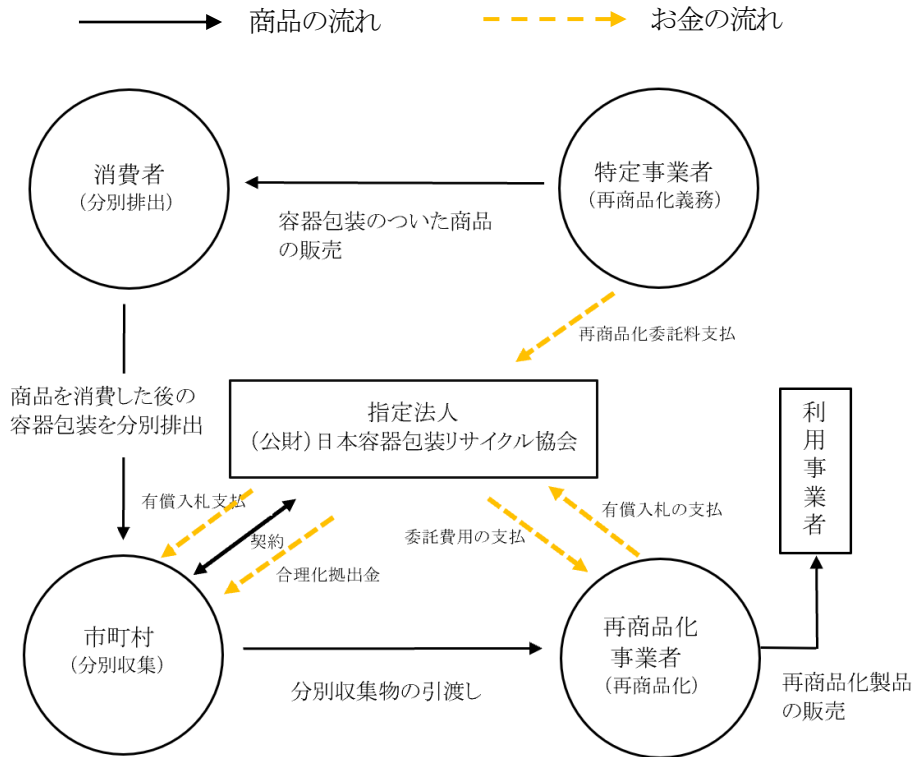 商品の流れ
お金の流れ
消費者
(分別排出)
特定事業者
(再商品化義務)
容器包装のついた商品
の販売
再商品化委託料支払
商品を消費した後の
容器包装を分別排出
指定法人
(公財)日本容器包装リサイクル協会
利用事業者
有償入札支払
契約
合理化拠出金
委託費用の支払
有償入札の支払
市町村
(分別収集)
再商品化
事業者
(再商品化)
分別収集物の引渡し
再商品化製品
の販売